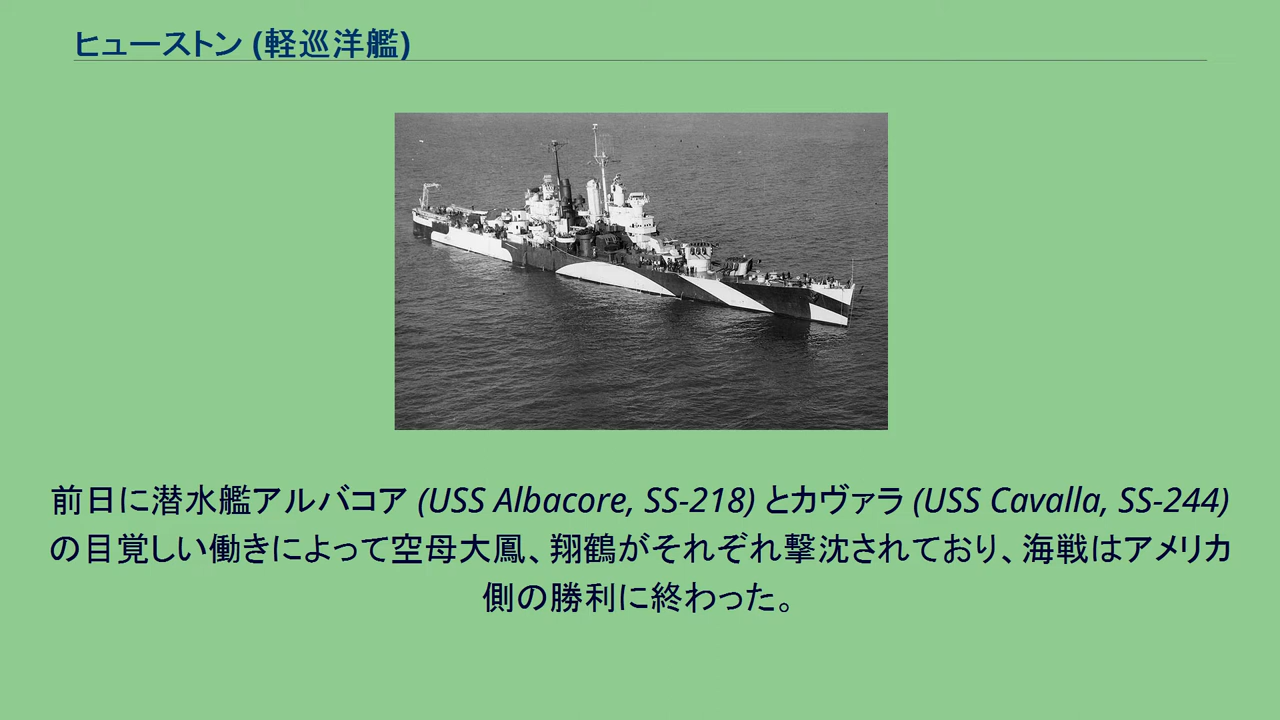 ヒューストン (軽巡洋艦)
前日に潜水艦アルバコア (USS Albacore, SS-218) とカヴァラ (USS Cavalla, SS-244)
の目覚しい働きによって空母大鳳、翔鶴がそれぞれ撃沈されており、海戦はアメリカ
側の勝利に終わった。